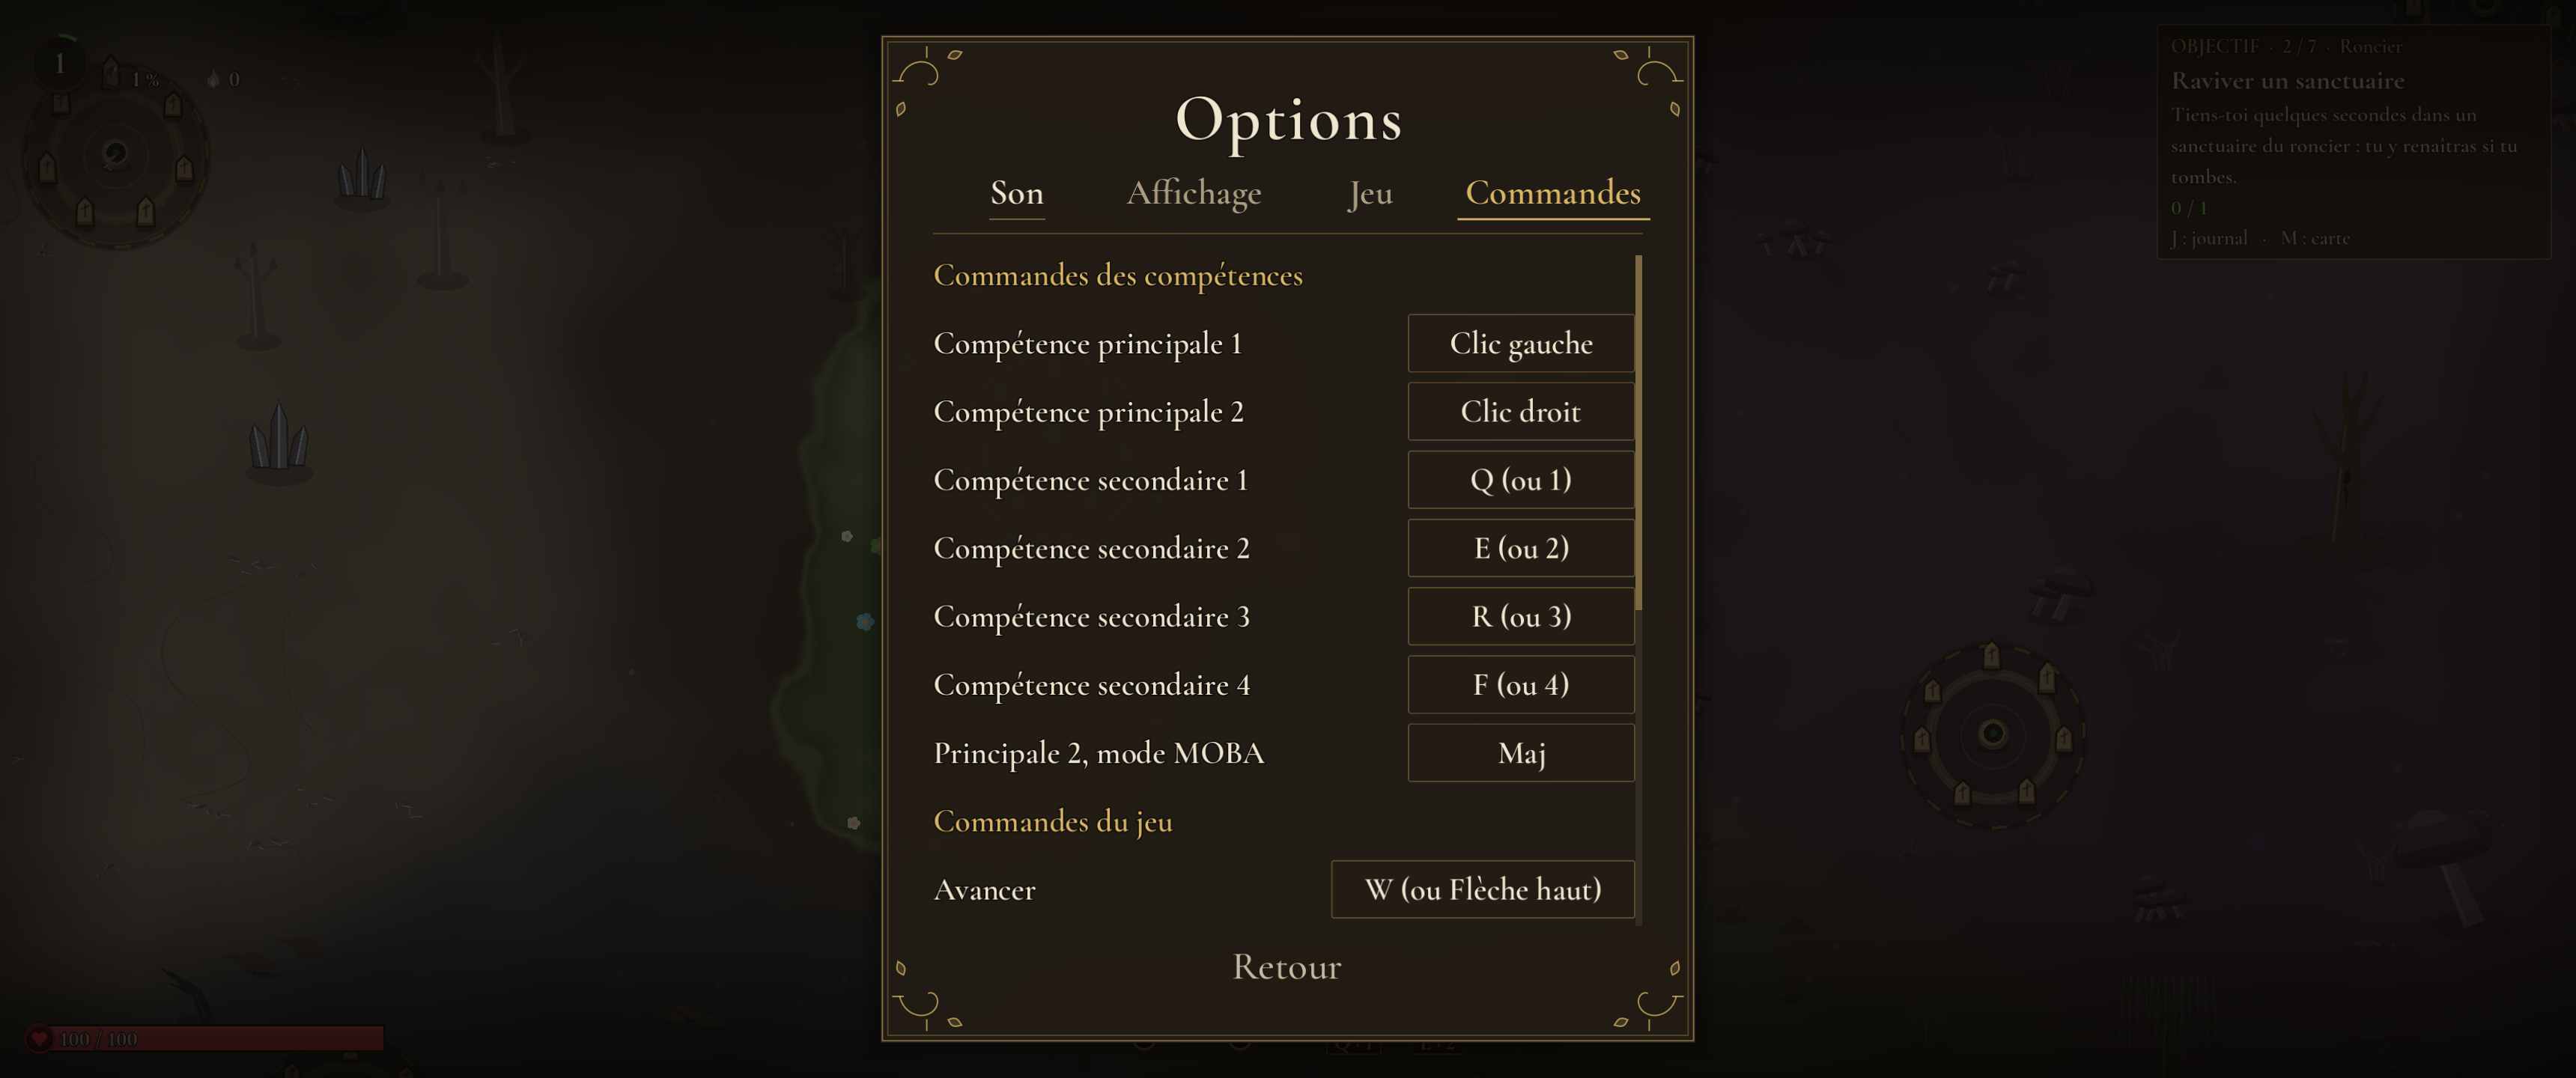 1
1 %
0
OBJECTIF · 2 / 7 · Roncier
Raviver un sanctuaire
Tiens-toi quelques secondes dans un
sanctuaire du roncier : tu y renaitras si tu
tombes.
0 / 1
J : journal · M : carte
Options
Son Affichage Jeu Commandes
Commandes des compétences
Compétence principale 1 Clic gauche
Compétence principale 2 Clic droit
Compétence secondaire 1 Q (ou 1)
Compétence secondaire 2 E (ou 2)
Compétence secondaire 3 R (ou 3)
Compétence secondaire 4 F (ou 4)
Principale 2, mode MOBA Maj
Commandes du jeu
Avancer W (ou Flèche haut)
Retour
100 / 100